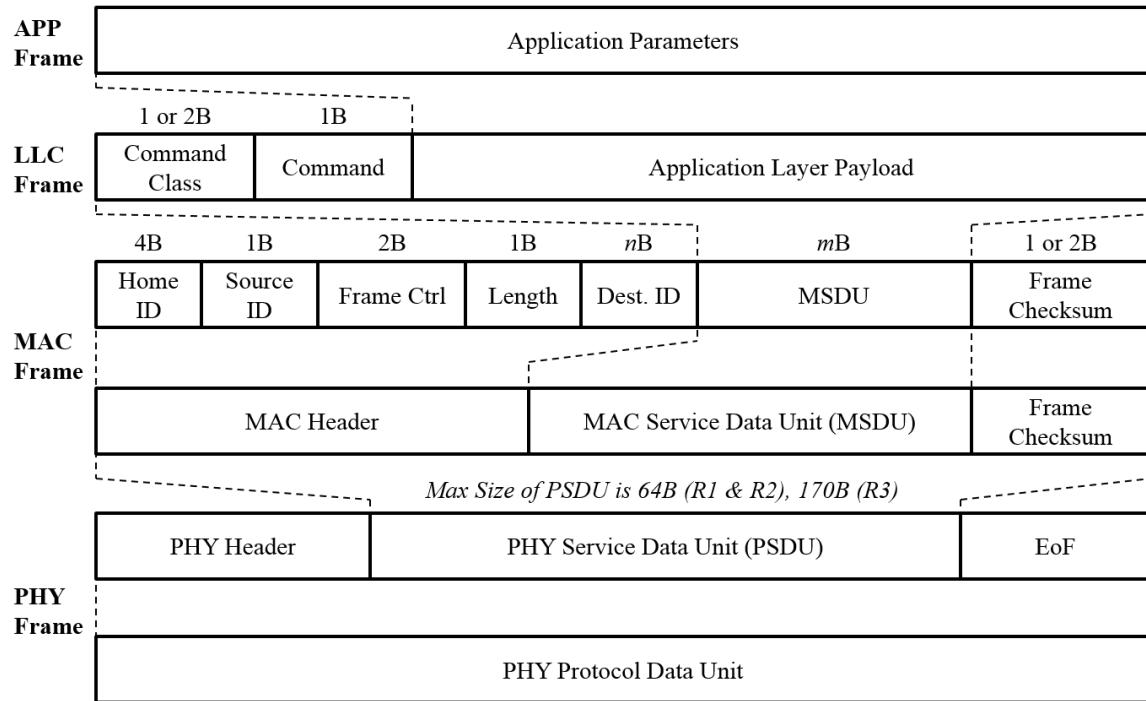 APP
Frame
Application Parameters
1 or 2B
1B
LLC
Frame
Command
Class
Command
Application Layer Payload
4B
1B
2B
1B
nB
mB
1 or 2B
Home
ID
Source
ID
Frame Ctrl
Length
Dest. ID
MSDU
Frame
Checksum
MAC
Frame
MAC Header
MAC Service Data Unit (MSDU)
Frame
Checksum
Max Size of PSDU is 64B (R1 & R2), 170B (R3)
PHY Header
PHY Service Data Unit (PSDU)
EoF
PHY
Frame
PHY Protocol Data Unit